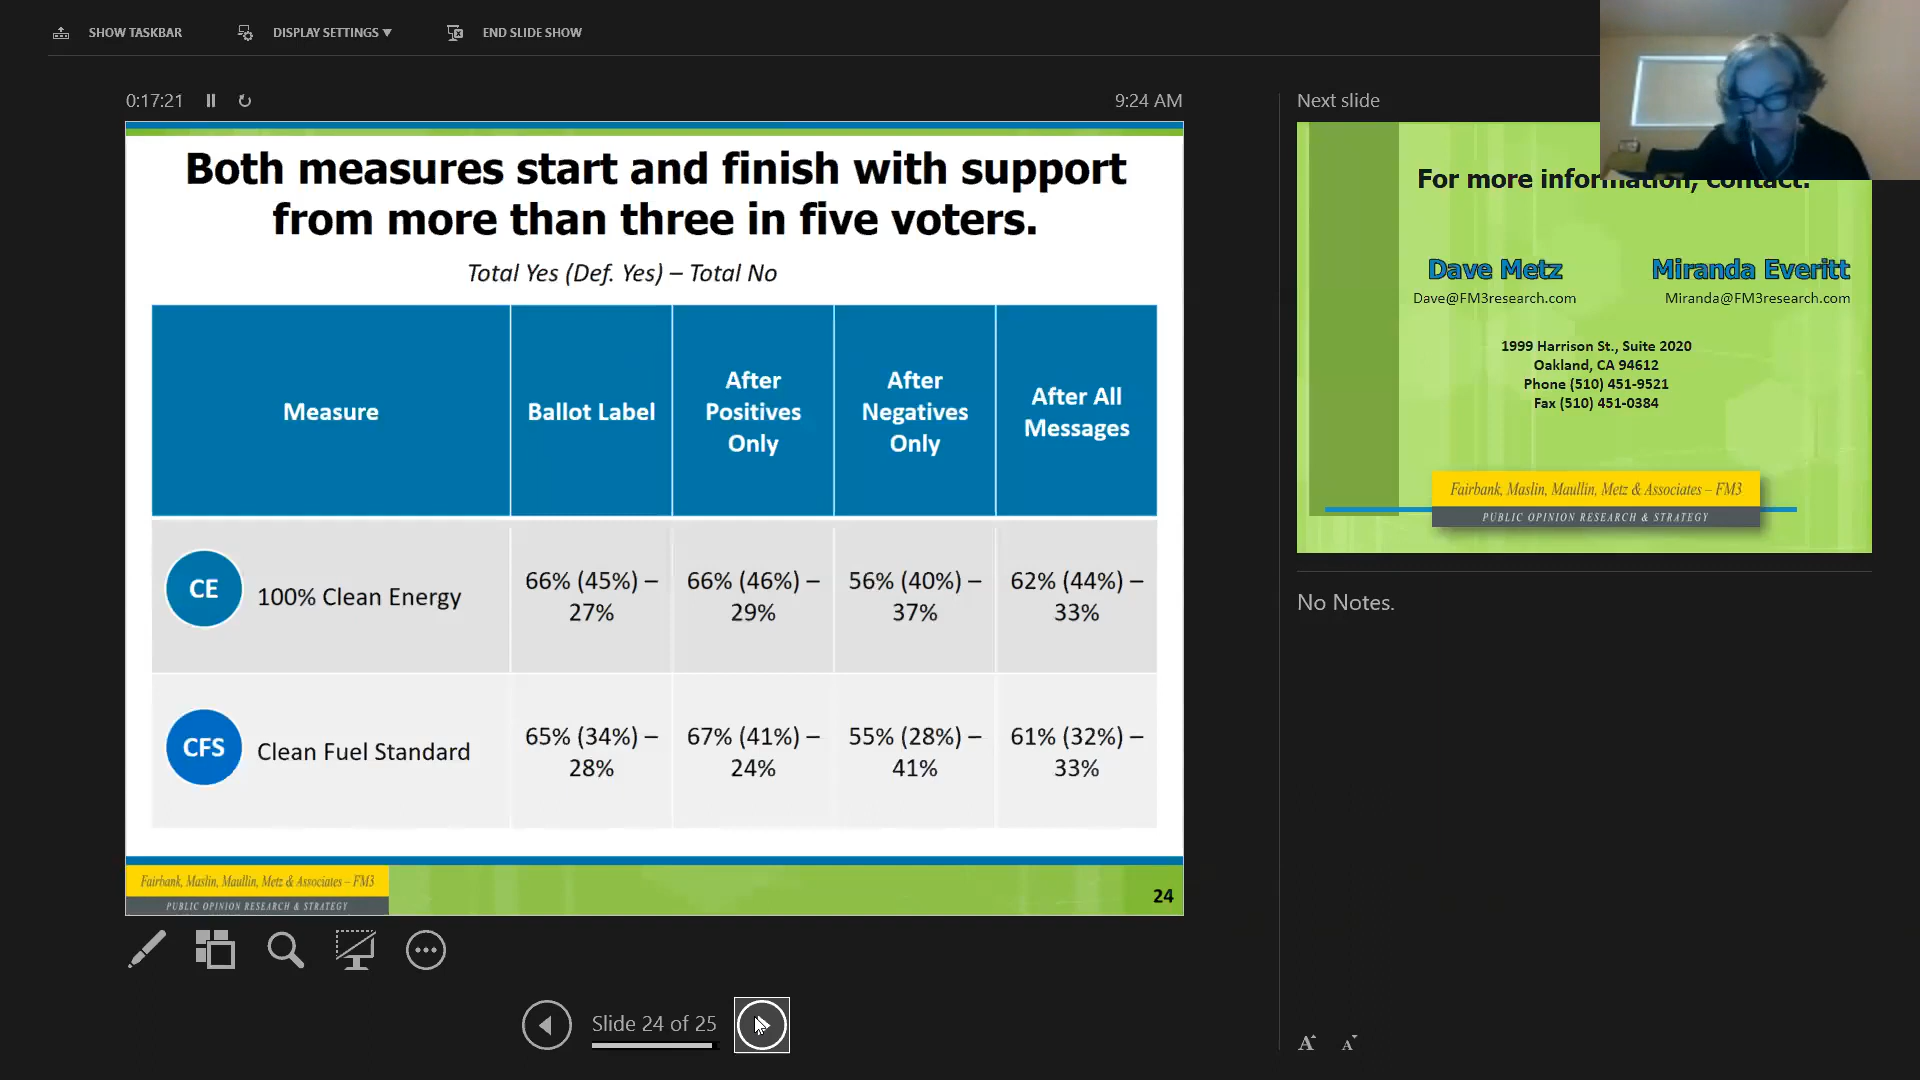 SHOW TASKBAR
DISPLAY SETTINGS ▼
END SLIDE SHOW
0:17:21
9:24 AM
Both measures start and finish with support
from more than three in five voters.
Total Yes (Def. Yes) – Total No
Measure
Ballot Label
After
Positives
Only
After
Negatives
Only
After All
Messages
CE
100% Clean Energy
66% (45%) –
27%
66% (46%) –
29%
56% (40%) –
37%
62% (44%) –
33%
CFS
Clean Fuel Standard
65% (34%) –
28%
67% (41%) –
24%
55% (28%) –
41%
61% (32%) –
33%
Fairbank, Maslin, Maullin, Metz & Associates – FM3
PUBLIC OPINION RESEARCH & STRATEGY
24
Slide 24 of 25
Next slide
For more information, contact:
Dave Metz
Dave@FM3research.com
Miranda Everitt
Miranda@FM3research.com
1999 Harrison St., Suite 2020
Oakland, CA 94612
Phone (510) 451-9521
Fax (510) 451-0384
Fairbank, Maslin, Maullin, Metz & Associates – FM3
PUBLIC OPINION RESEARCH & STRATEGY
No Notes.
A A